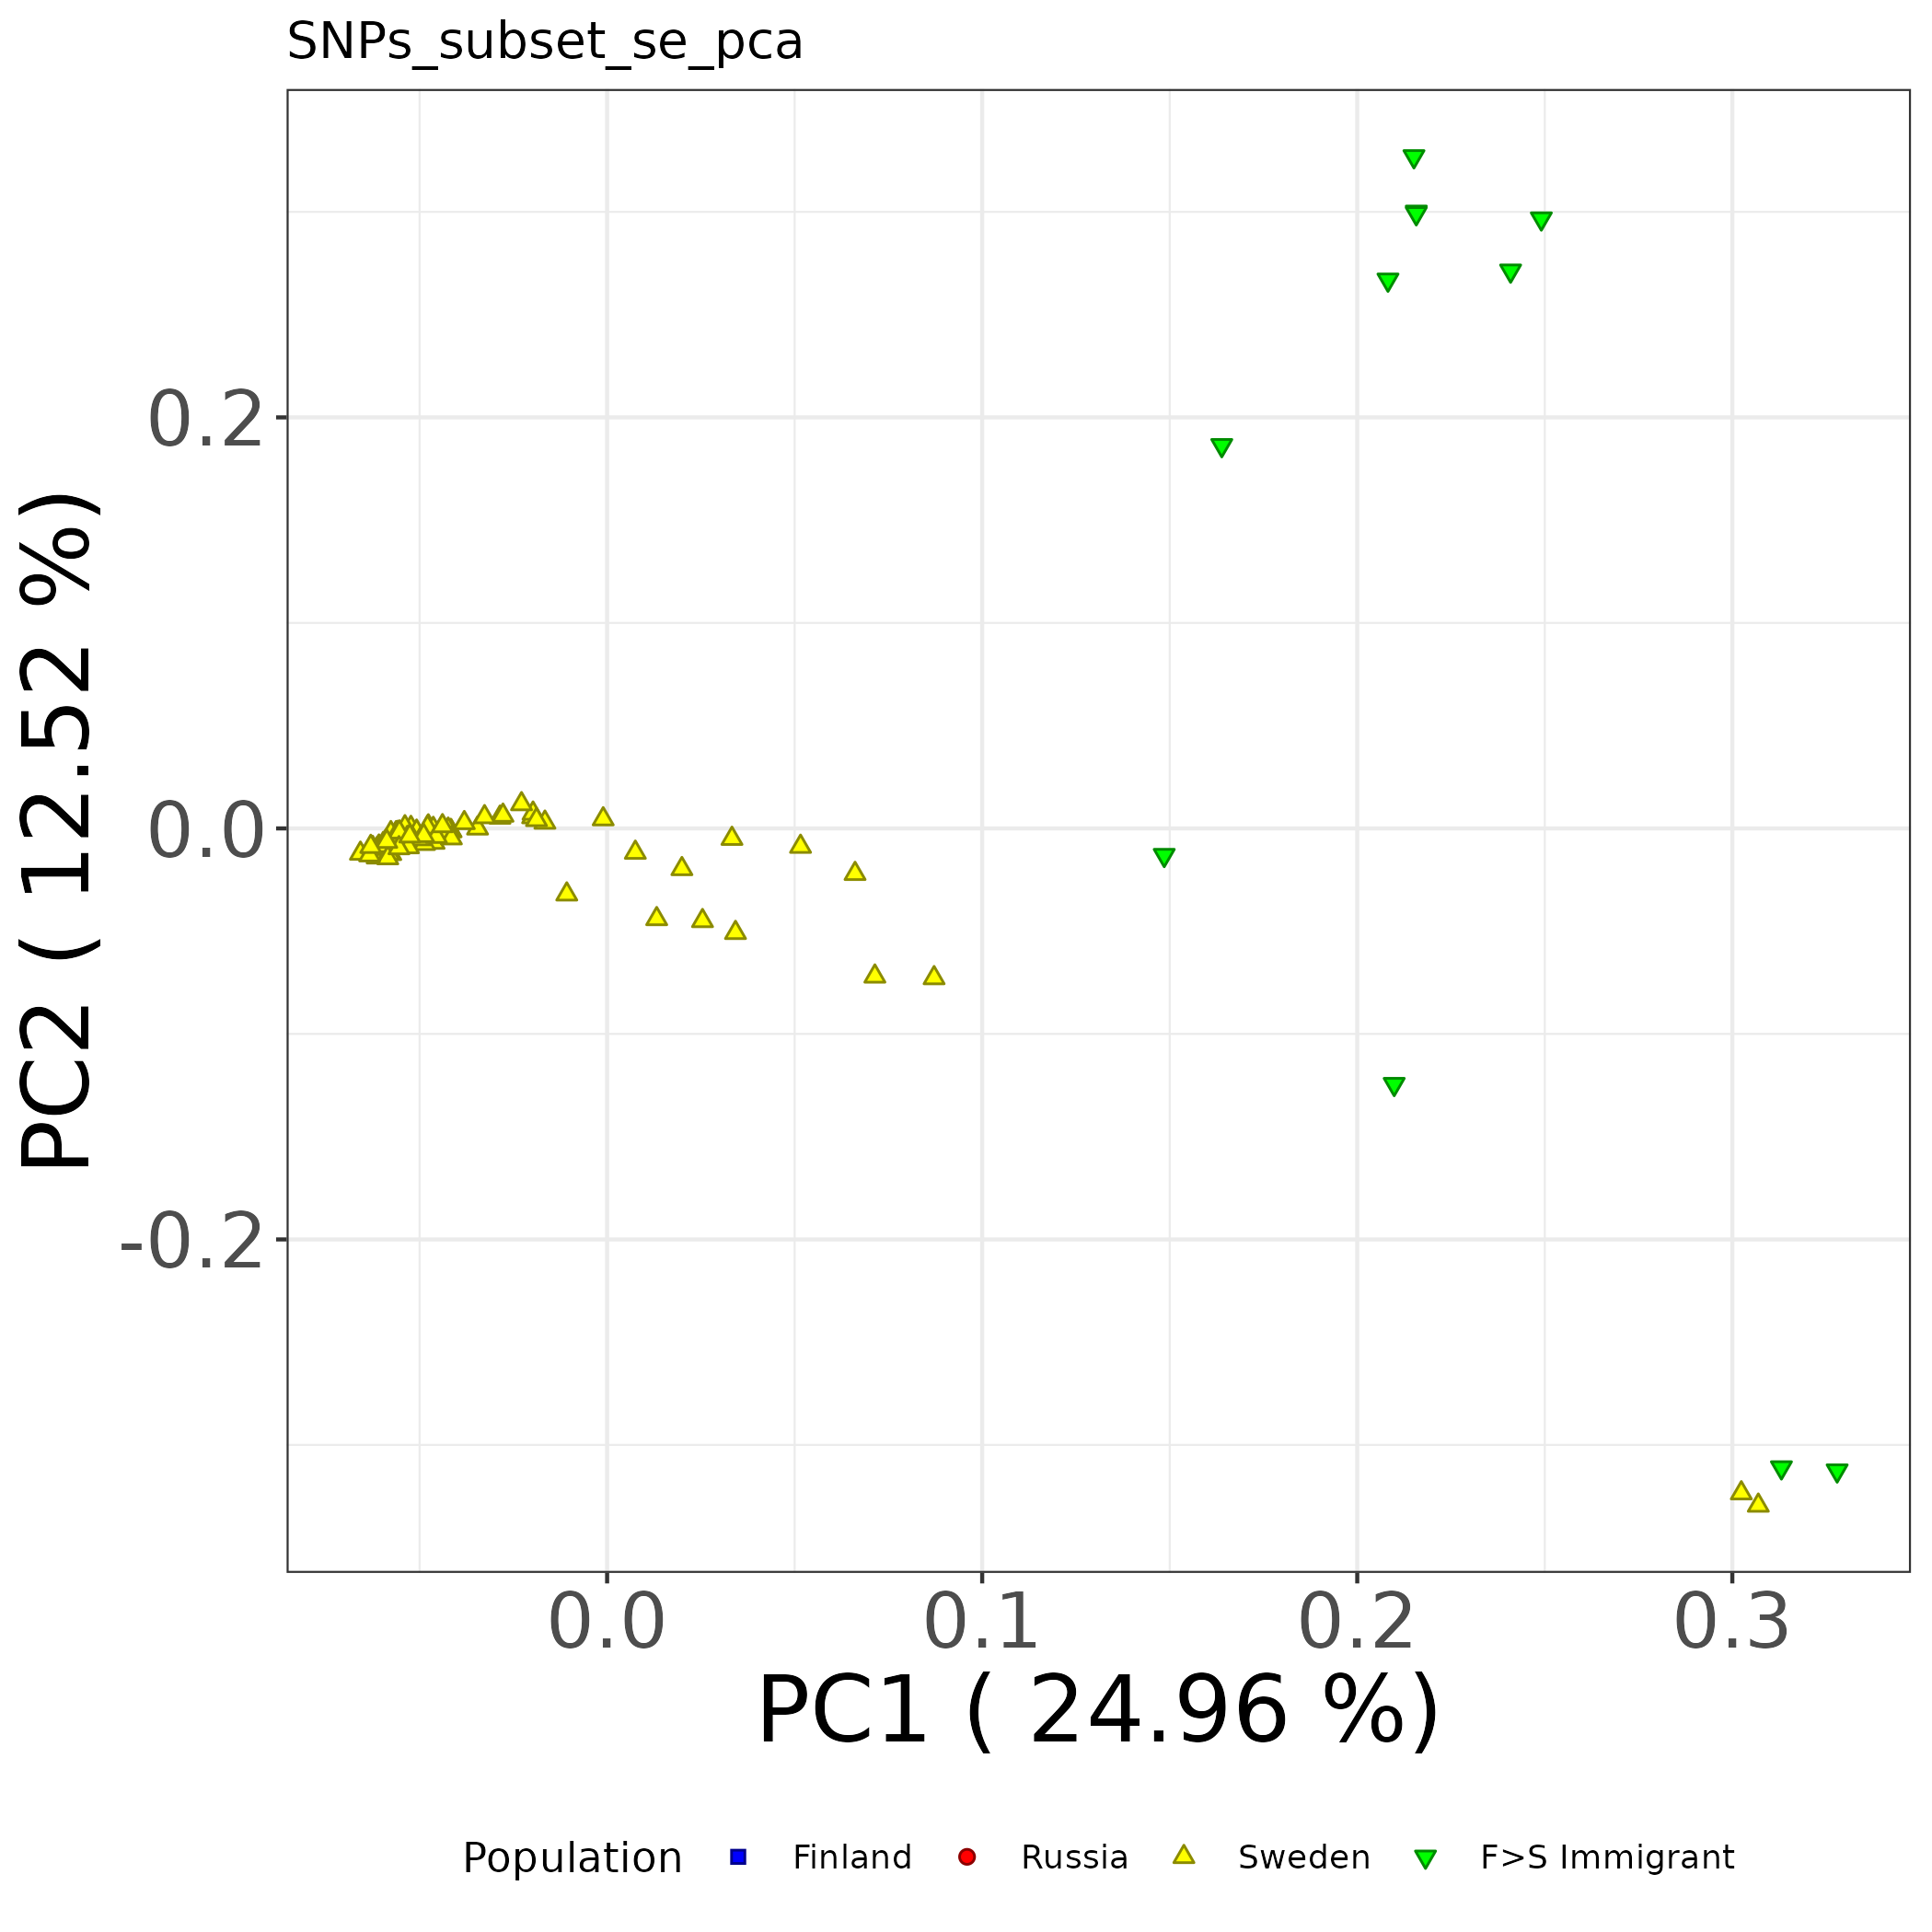 SNPs_subset_se_pca
PC2 ( 12.52 %)
0.2
0.0
-0.2
0.0 0.1 0.2 0.3
PC1 ( 24.96 %)
Population Finland Russia Sweden F>S Immigrant